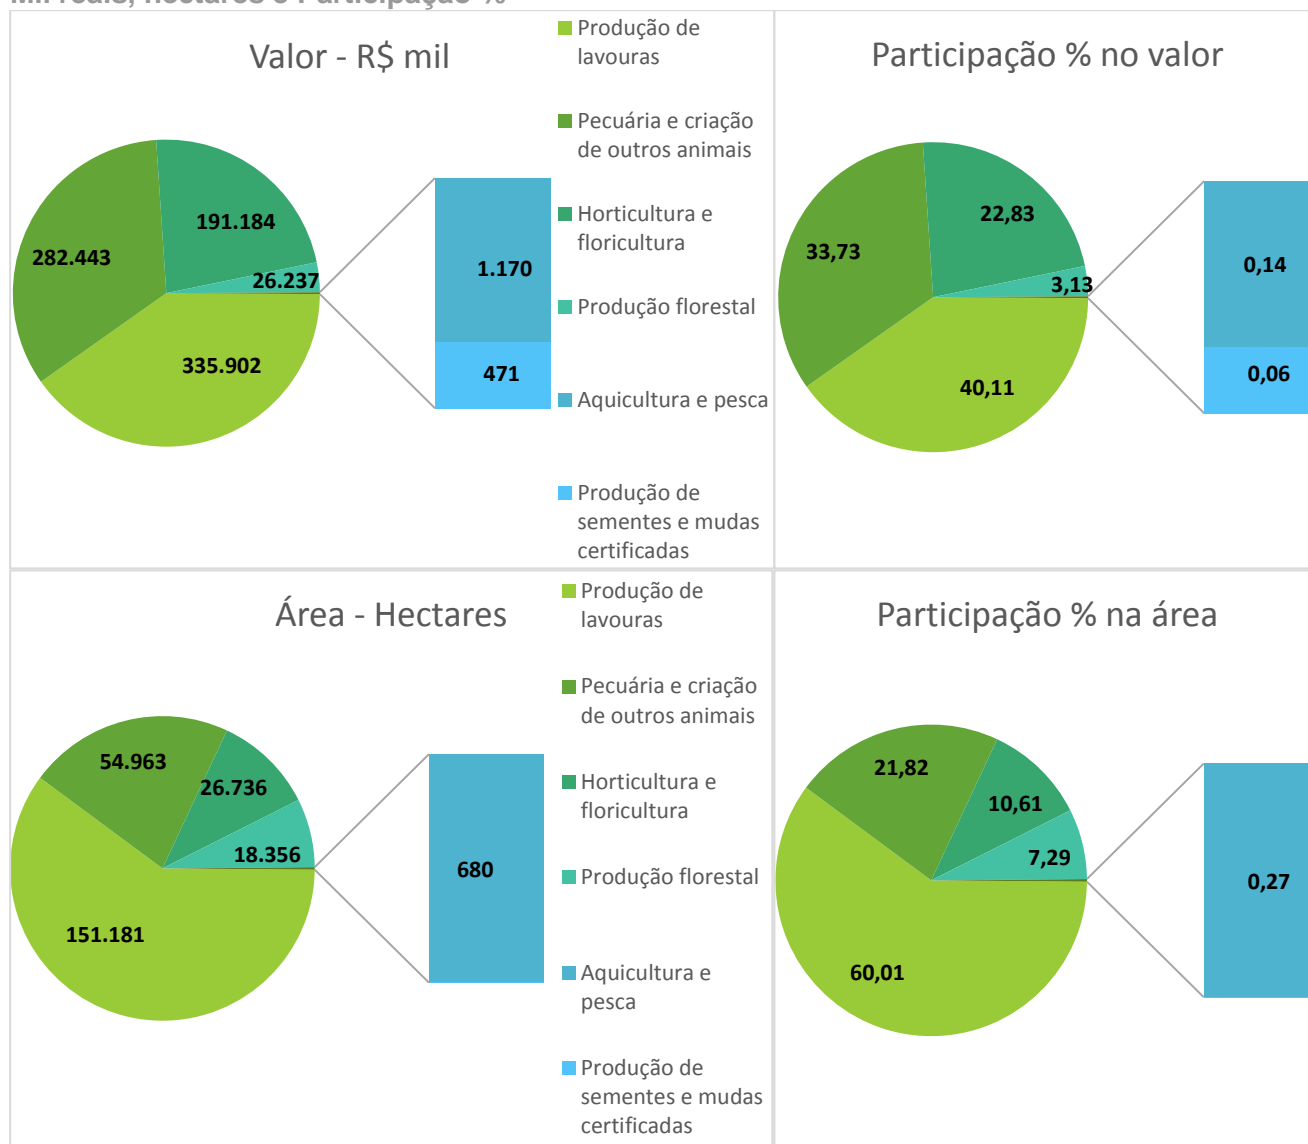 Mil reais, hectares e Participação %
Valor - R$ mil
282.443
191.184
26.237
335.902
1.170
471
Produção de
lavouras
Pecuária e criação
de outros animais
Horticultura e
floricultura
Produção florestal
Aquicultura e pesca
Produção de
sementes e mudas
certificadas
Participação % no valor
33,73
22,83
3,13
40,11
0,14
0,06
Área - Hectares
54.963
26.736
18.356
151.181
680
Produção de
lavouras
Pecuária e criação
de outros animais
Horticultura e
floricultura
Produção florestal
Aquicultura e
pesca
Produção de
sementes e mudas
certificadas
Participação % na área
21,82
10,61
7,29
60,01
0,27